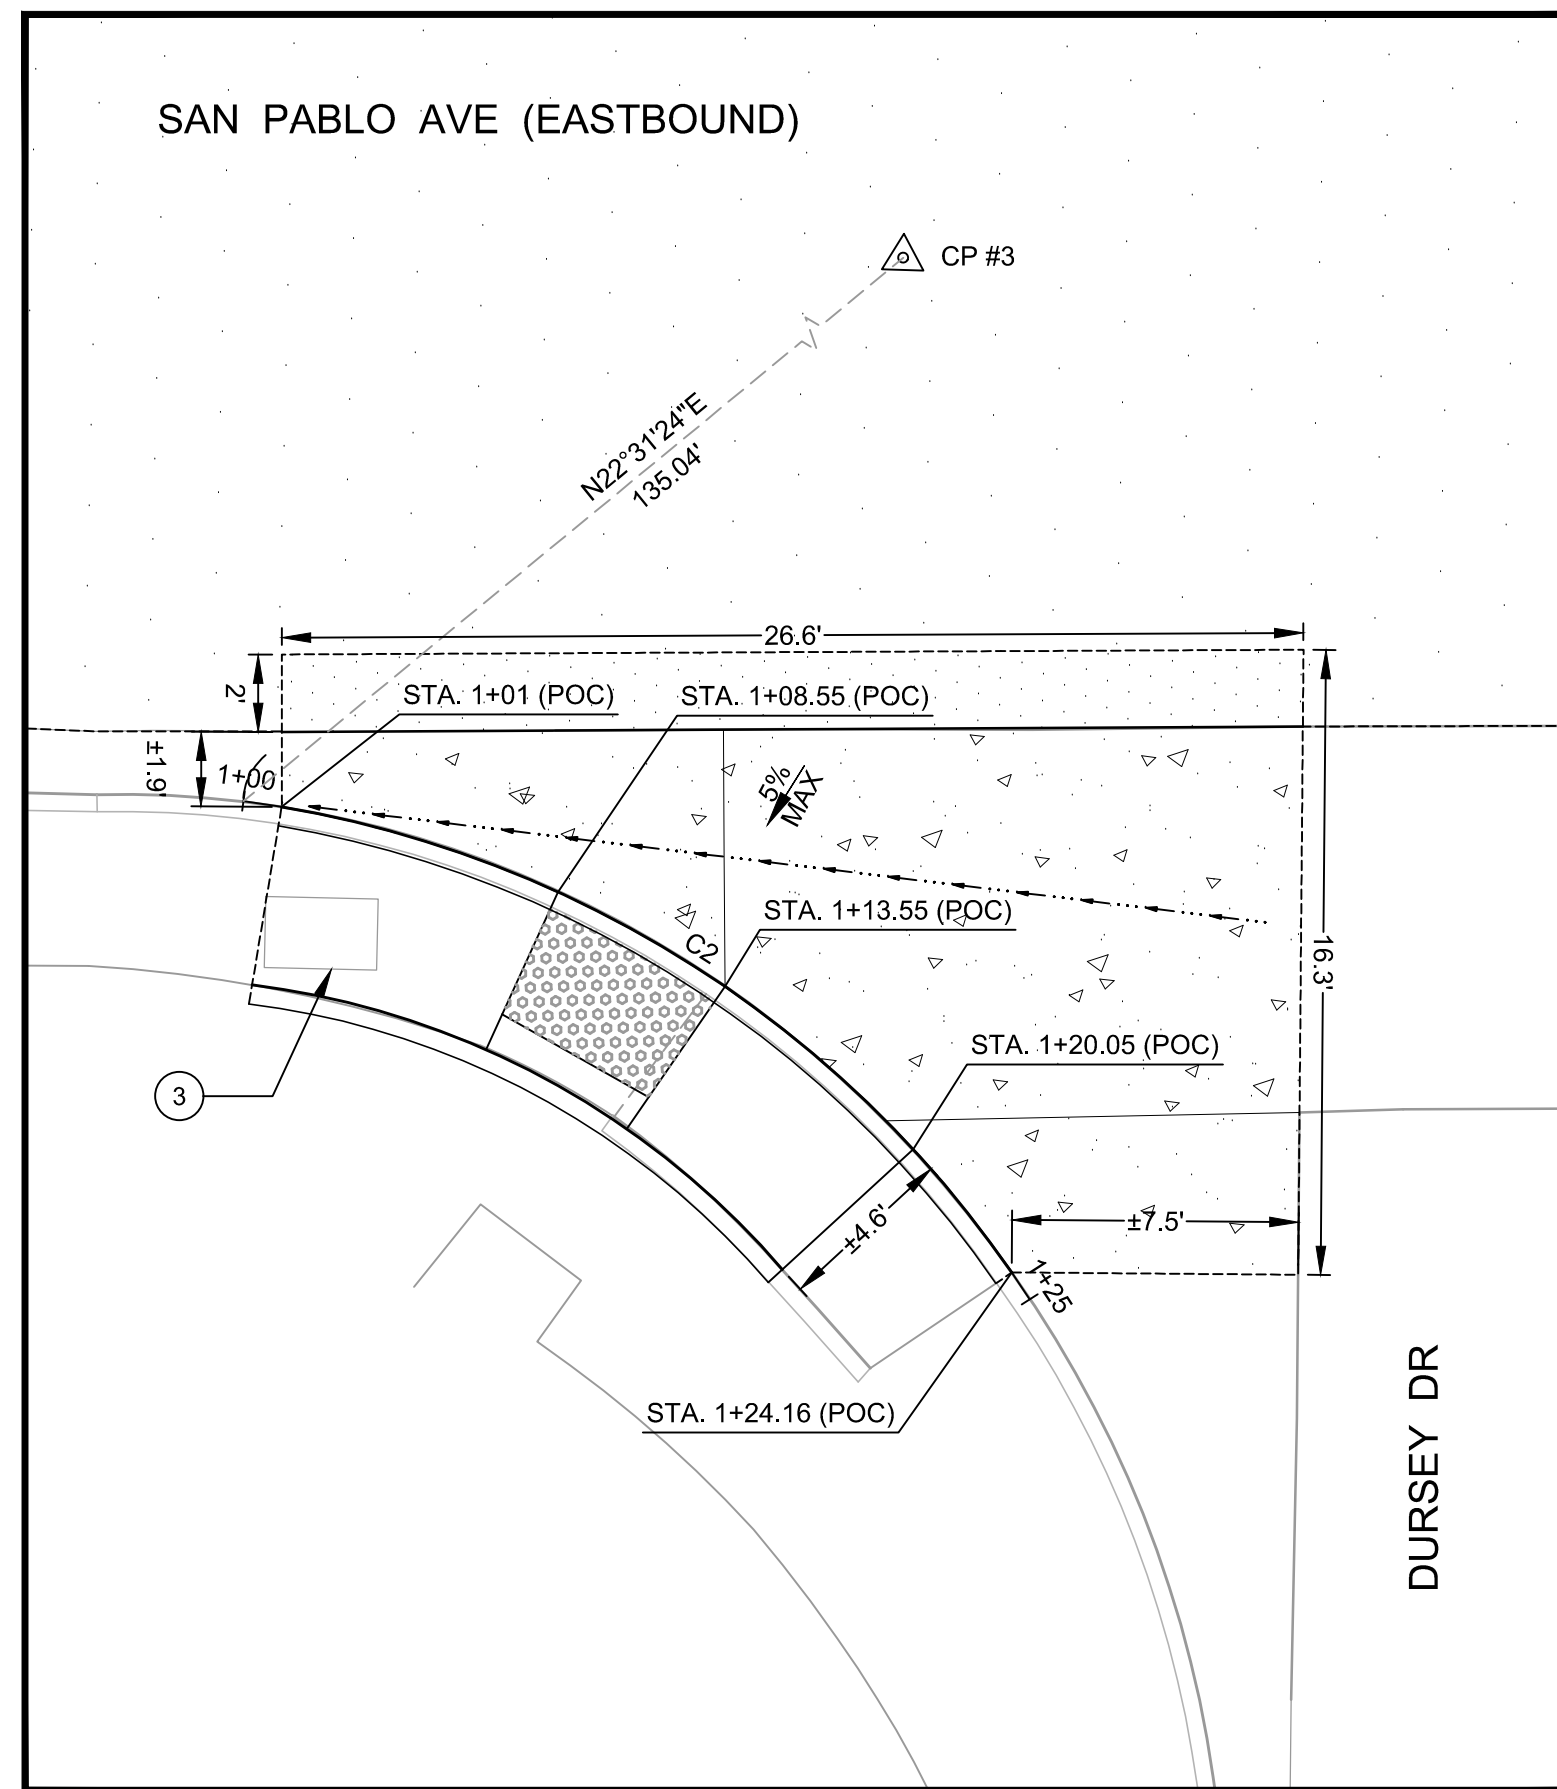 SAN PABLO AVE (EASTBOUND)
CP #3
N22°31'24"E
135.04'
26.6'
2'
STA. 1+01 (POC)
STA. 1+08.55 (POC)
±1.9'
1+00
5%
MAX
STA. 1+13.55 (POC)
C2
16.3'
STA. 1+20.05 (POC)
3
±4.6'
±7.5'
1+25
STA. 1+24.16 (POC)
DURSEY DR